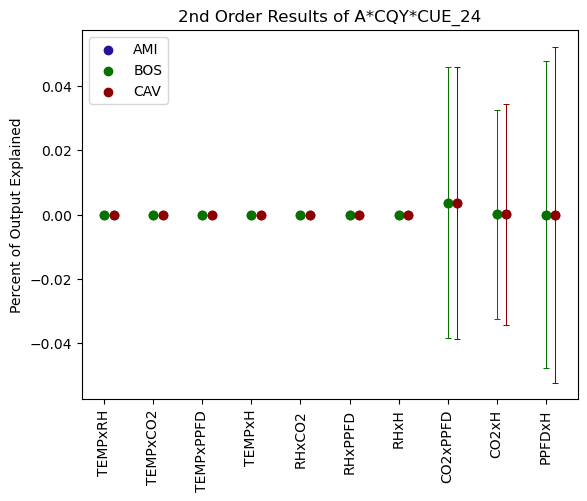 2nd Order Results of A*CQY*CUE_24
AMI
BOS
CAV
Percent of Output Explained
0.04
0.02
0.00
−0.02
−0.04
TEMPxRH
TEMPxCO2
TEMPxPPFD
TEMPxH
RHxCO2
RHxPPFD
RHxH
CO2xPPFD
CO2xH
PPFDxH